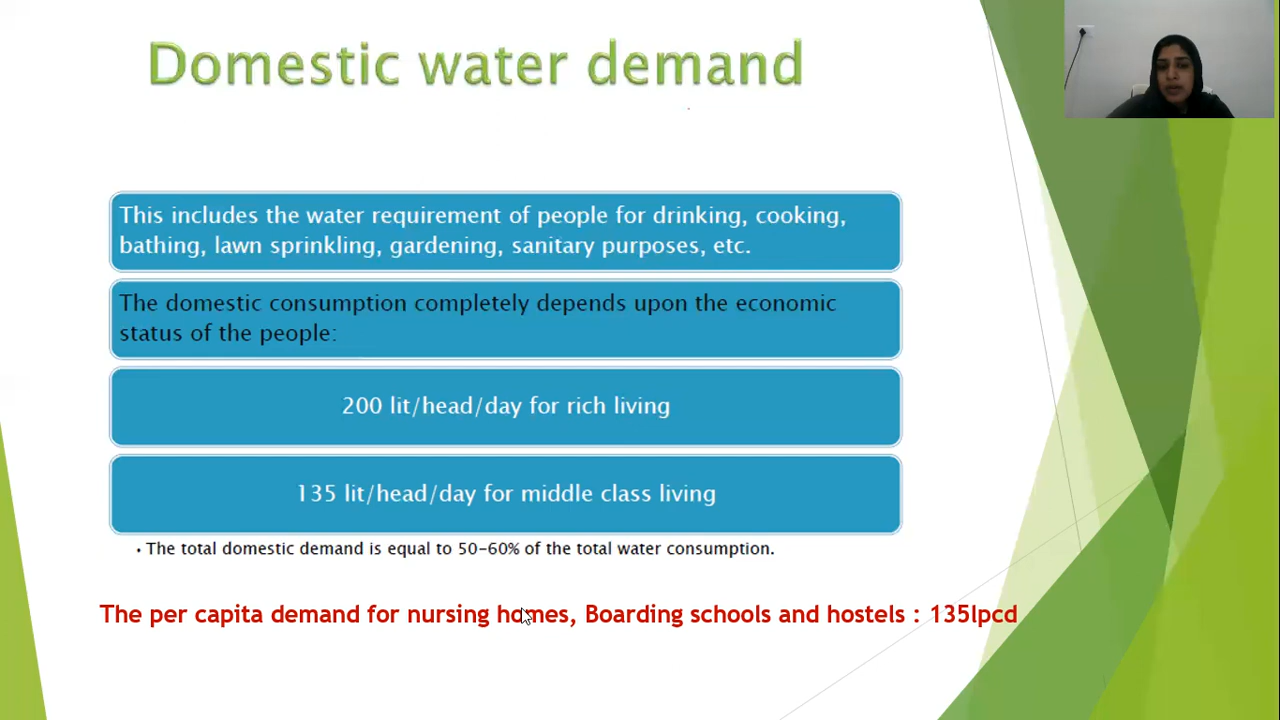 Domestic water demand
This includes the water requirement of people for drinking, cooking,
bathing, lawn sprinkling, gardening, sanitary purposes, etc.
The domestic consumption completely depends upon the economic
status of the people:
200 lit/head/day for rich living
135 lit/head/day for middle class living
• The total domestic demand is equal to 50-60% of the total water consumption.
The per capita demand for nursing homes, Boarding schools and hostels : 135lpcd